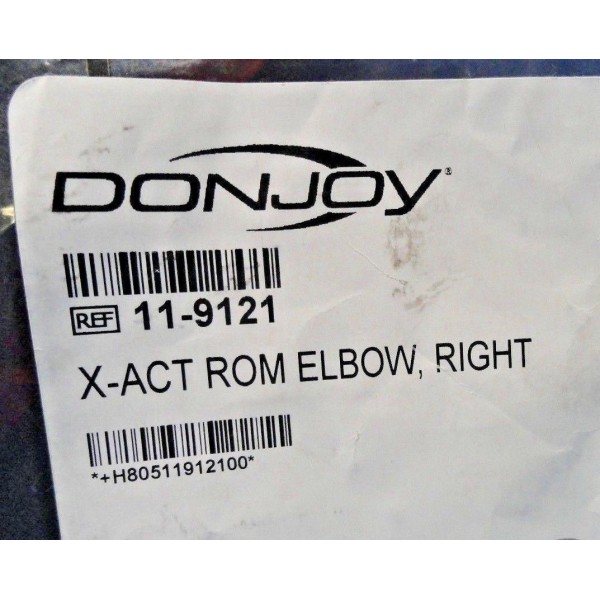 DONJOY®
REF 11-9121
X-ACT ROM ELBOW, RIGHT
*+H80511912100*